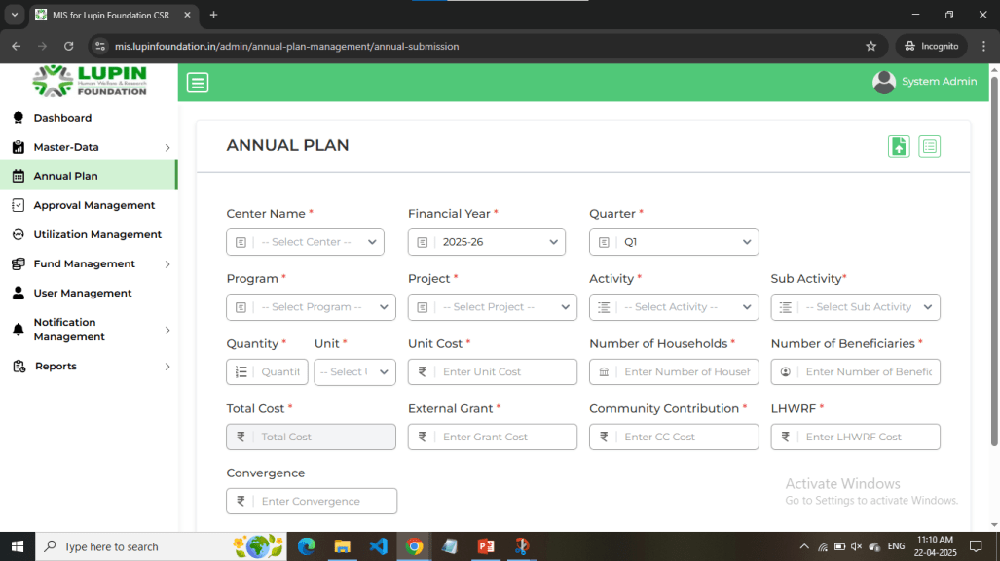 MIS for Lupin Foundation CSR
mis.lupinfoundation.in/admin/annual-plan-management/annual-submission
Incognito
LUPIN
Human Welfare & Research
FOUNDATION
System Admin
Dashboard
Master-Data
Annual Plan
Approval Management
Utilization Management
Fund Management
User Management
Notification
Management
Reports
ANNUAL PLAN
Center Name * Financial Year * Quarter *
-- Select Center -- 2025-26 Q1
Program * Project * Activity * Sub Activity*
-- Select Program -- -- Select Project -- -- Select Activity -- -- Select Sub Activity
Quantity * Unit * Unit Cost * Number of Households * Number of Beneficiaries *
Quantit -- Select U ₹ Enter Unit Cost Enter Number of Househ Enter Number of Benefic
Total Cost * External Grant * Community Contribution * LHWRF *
₹ Total Cost ₹ Enter Grant Cost ₹ Enter CC Cost ₹ Enter LHWRF Cost
Convergence
₹ Enter Convergence
Activate Windows
Go to Settings to activate Windows.
Type here to search
ENG
11:10 AM
22-04-2025